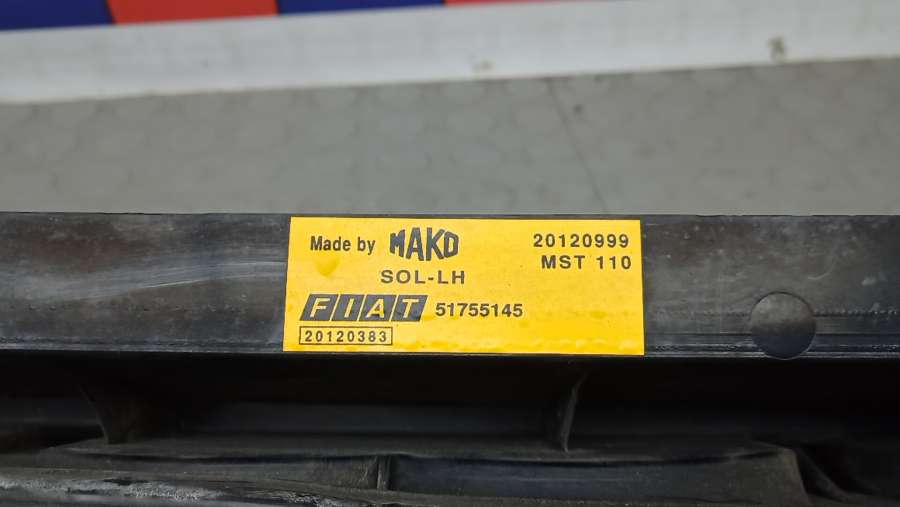 Made by MAKO 20120999
SOL-LH MST 110
FIAT 51755145
20120383